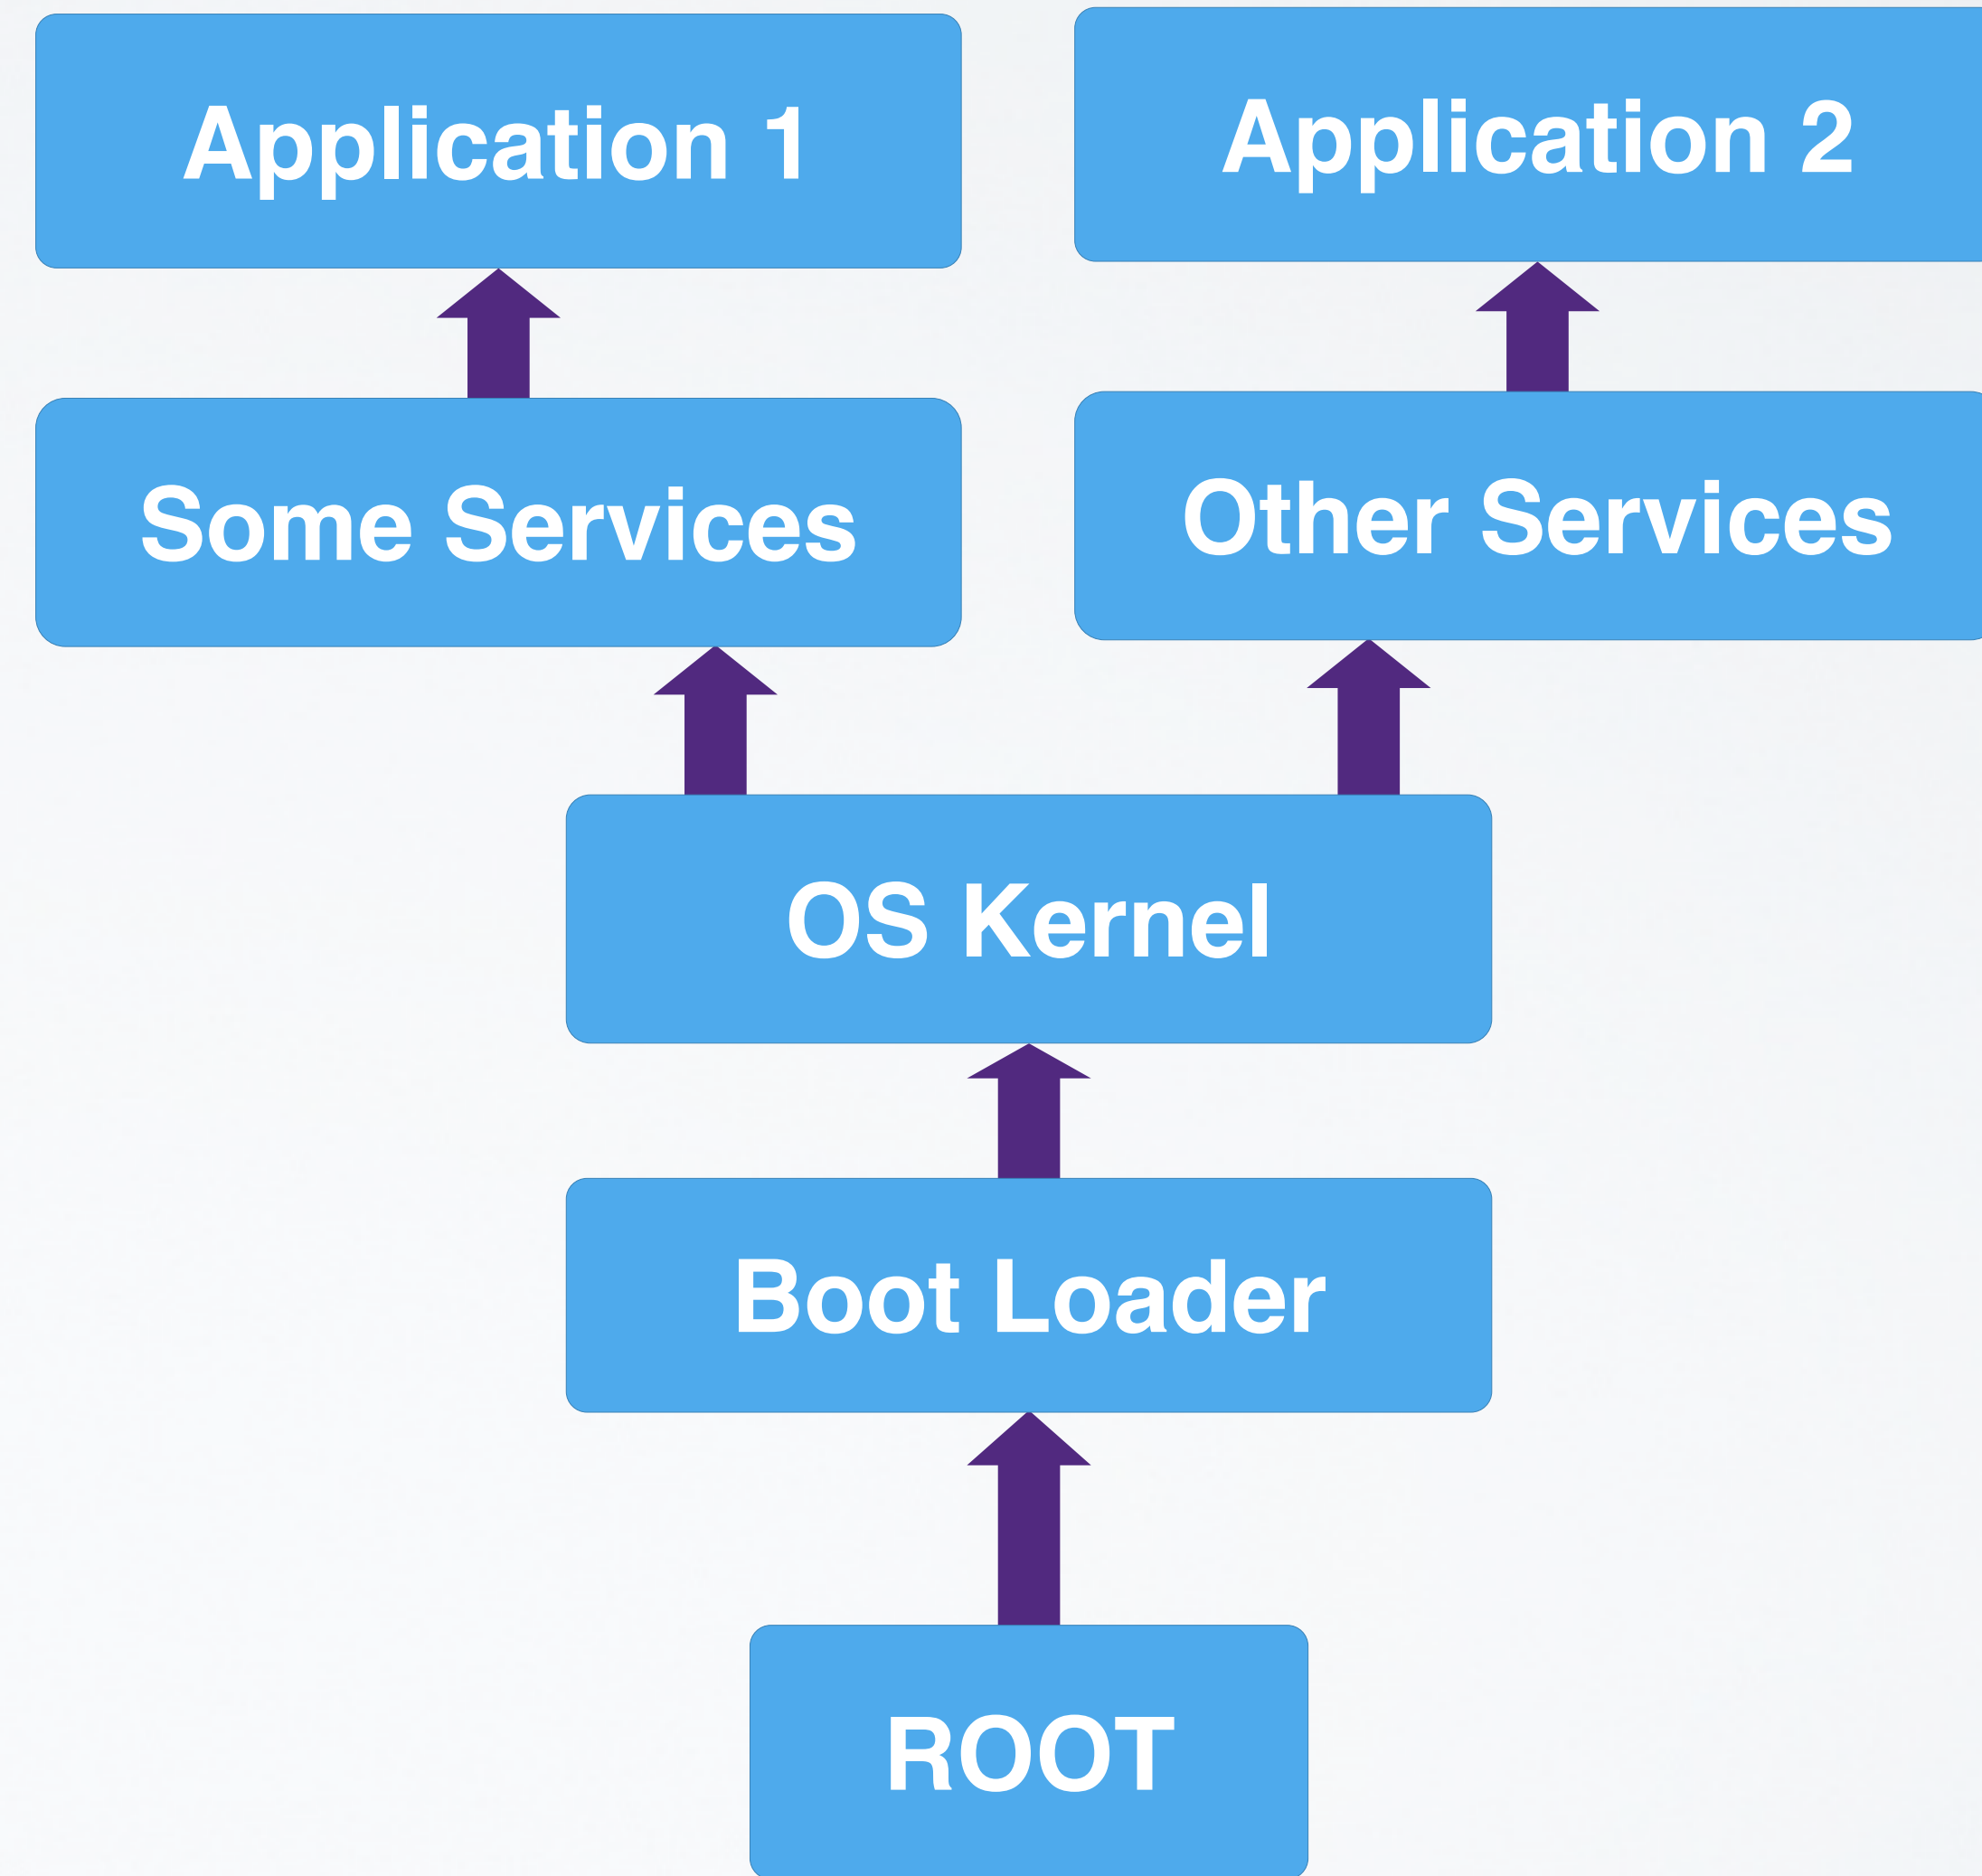 Application 1
Application 2
Some Services
Other Services
OS Kernel
Boot Loader
ROOT